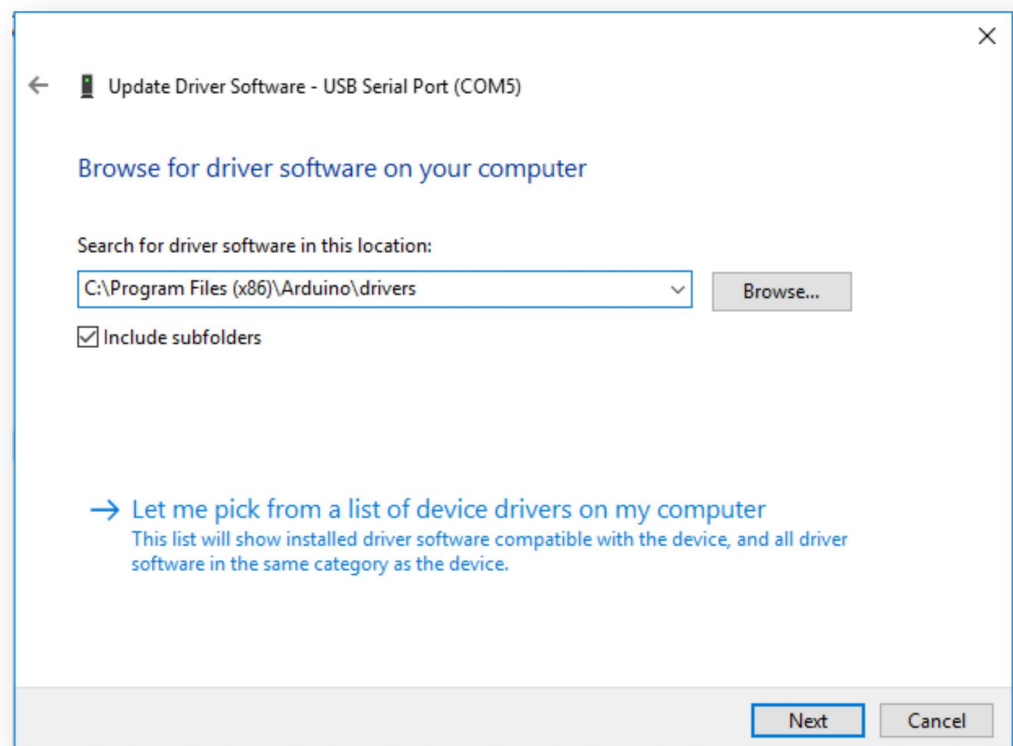 Update Driver Software - USB Serial Port (COM5)
Browse for driver software on your computer
Search for driver software in this location:
C:\Program Files (x86)\Arduino\drivers
Browse...
Include subfolders
Let me pick from a list of device drivers on my computer
This list will show installed driver software compatible with the device, and all driver
software in the same category as the device.
Next
Cancel